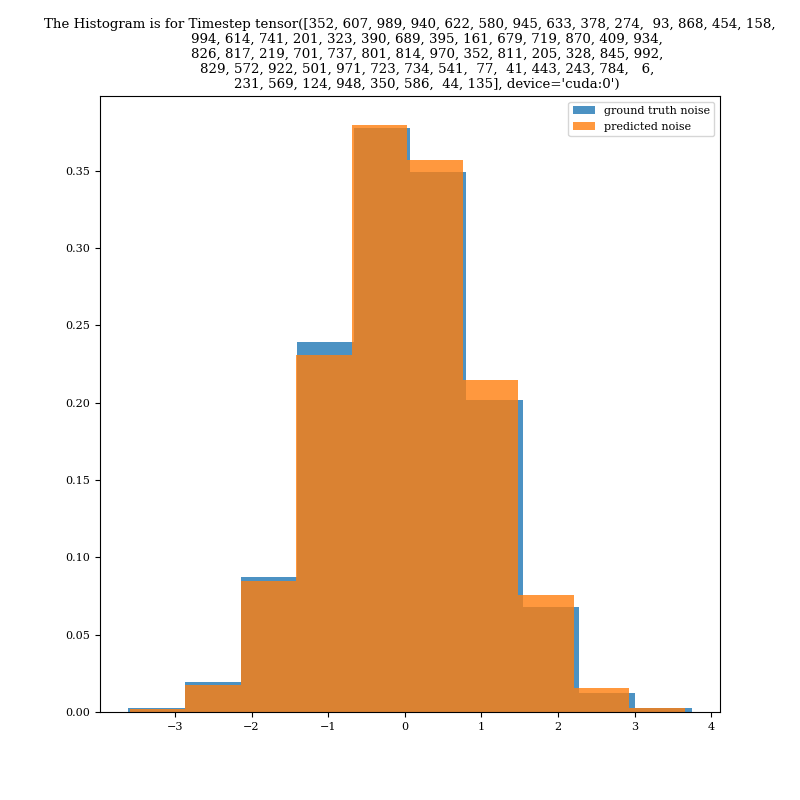 The Histogram is for Timestep tensor([352, 607, 989, 940, 622, 580, 945, 633, 378, 274,  93, 868, 454, 158,
994, 614, 741, 201, 323, 390, 689, 395, 161, 679, 719, 870, 409, 934,
826, 817, 219, 701, 737, 801, 814, 970, 352, 811, 205, 328, 845, 992,
829, 572, 922, 501, 971, 723, 734, 541,  77,  41, 443, 243, 784,   6,
231, 569, 124, 948, 350, 586,  44, 135], device='cuda:0')
ground truth noise
predicted noise
0.35
0.30
0.25
0.20
0.15
0.10
0.05
0.00
−3 −2 −1 0 1 2 3 4